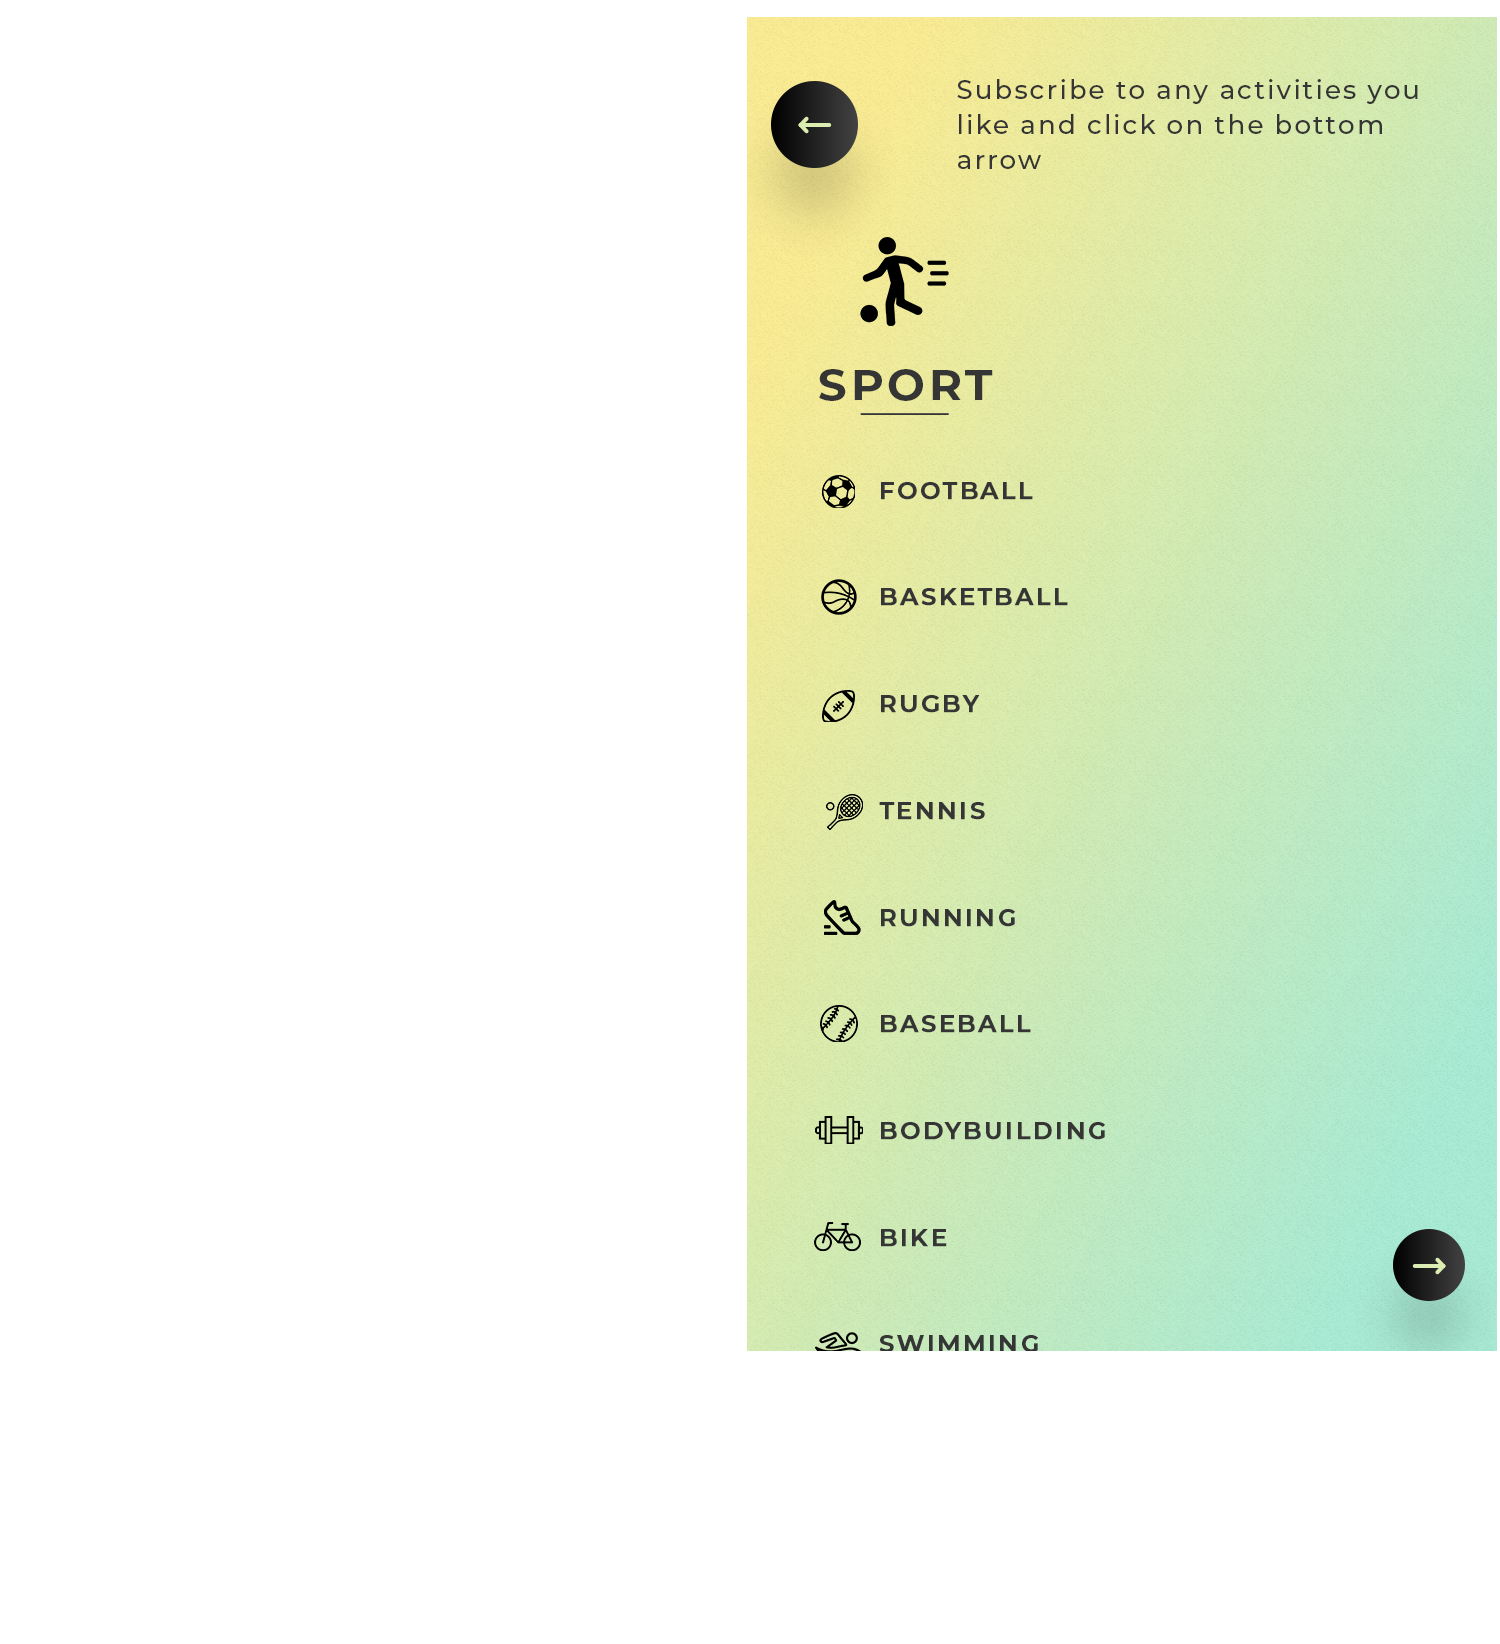 Subscribe to any activities you
like and click on the bottom
arrow
SPORT
FOOTBALL
BASKETBALL
RUGBY
TENNIS
RUNNING
BASEBALL
BODYBUILDING
BIKE
SWIMMING